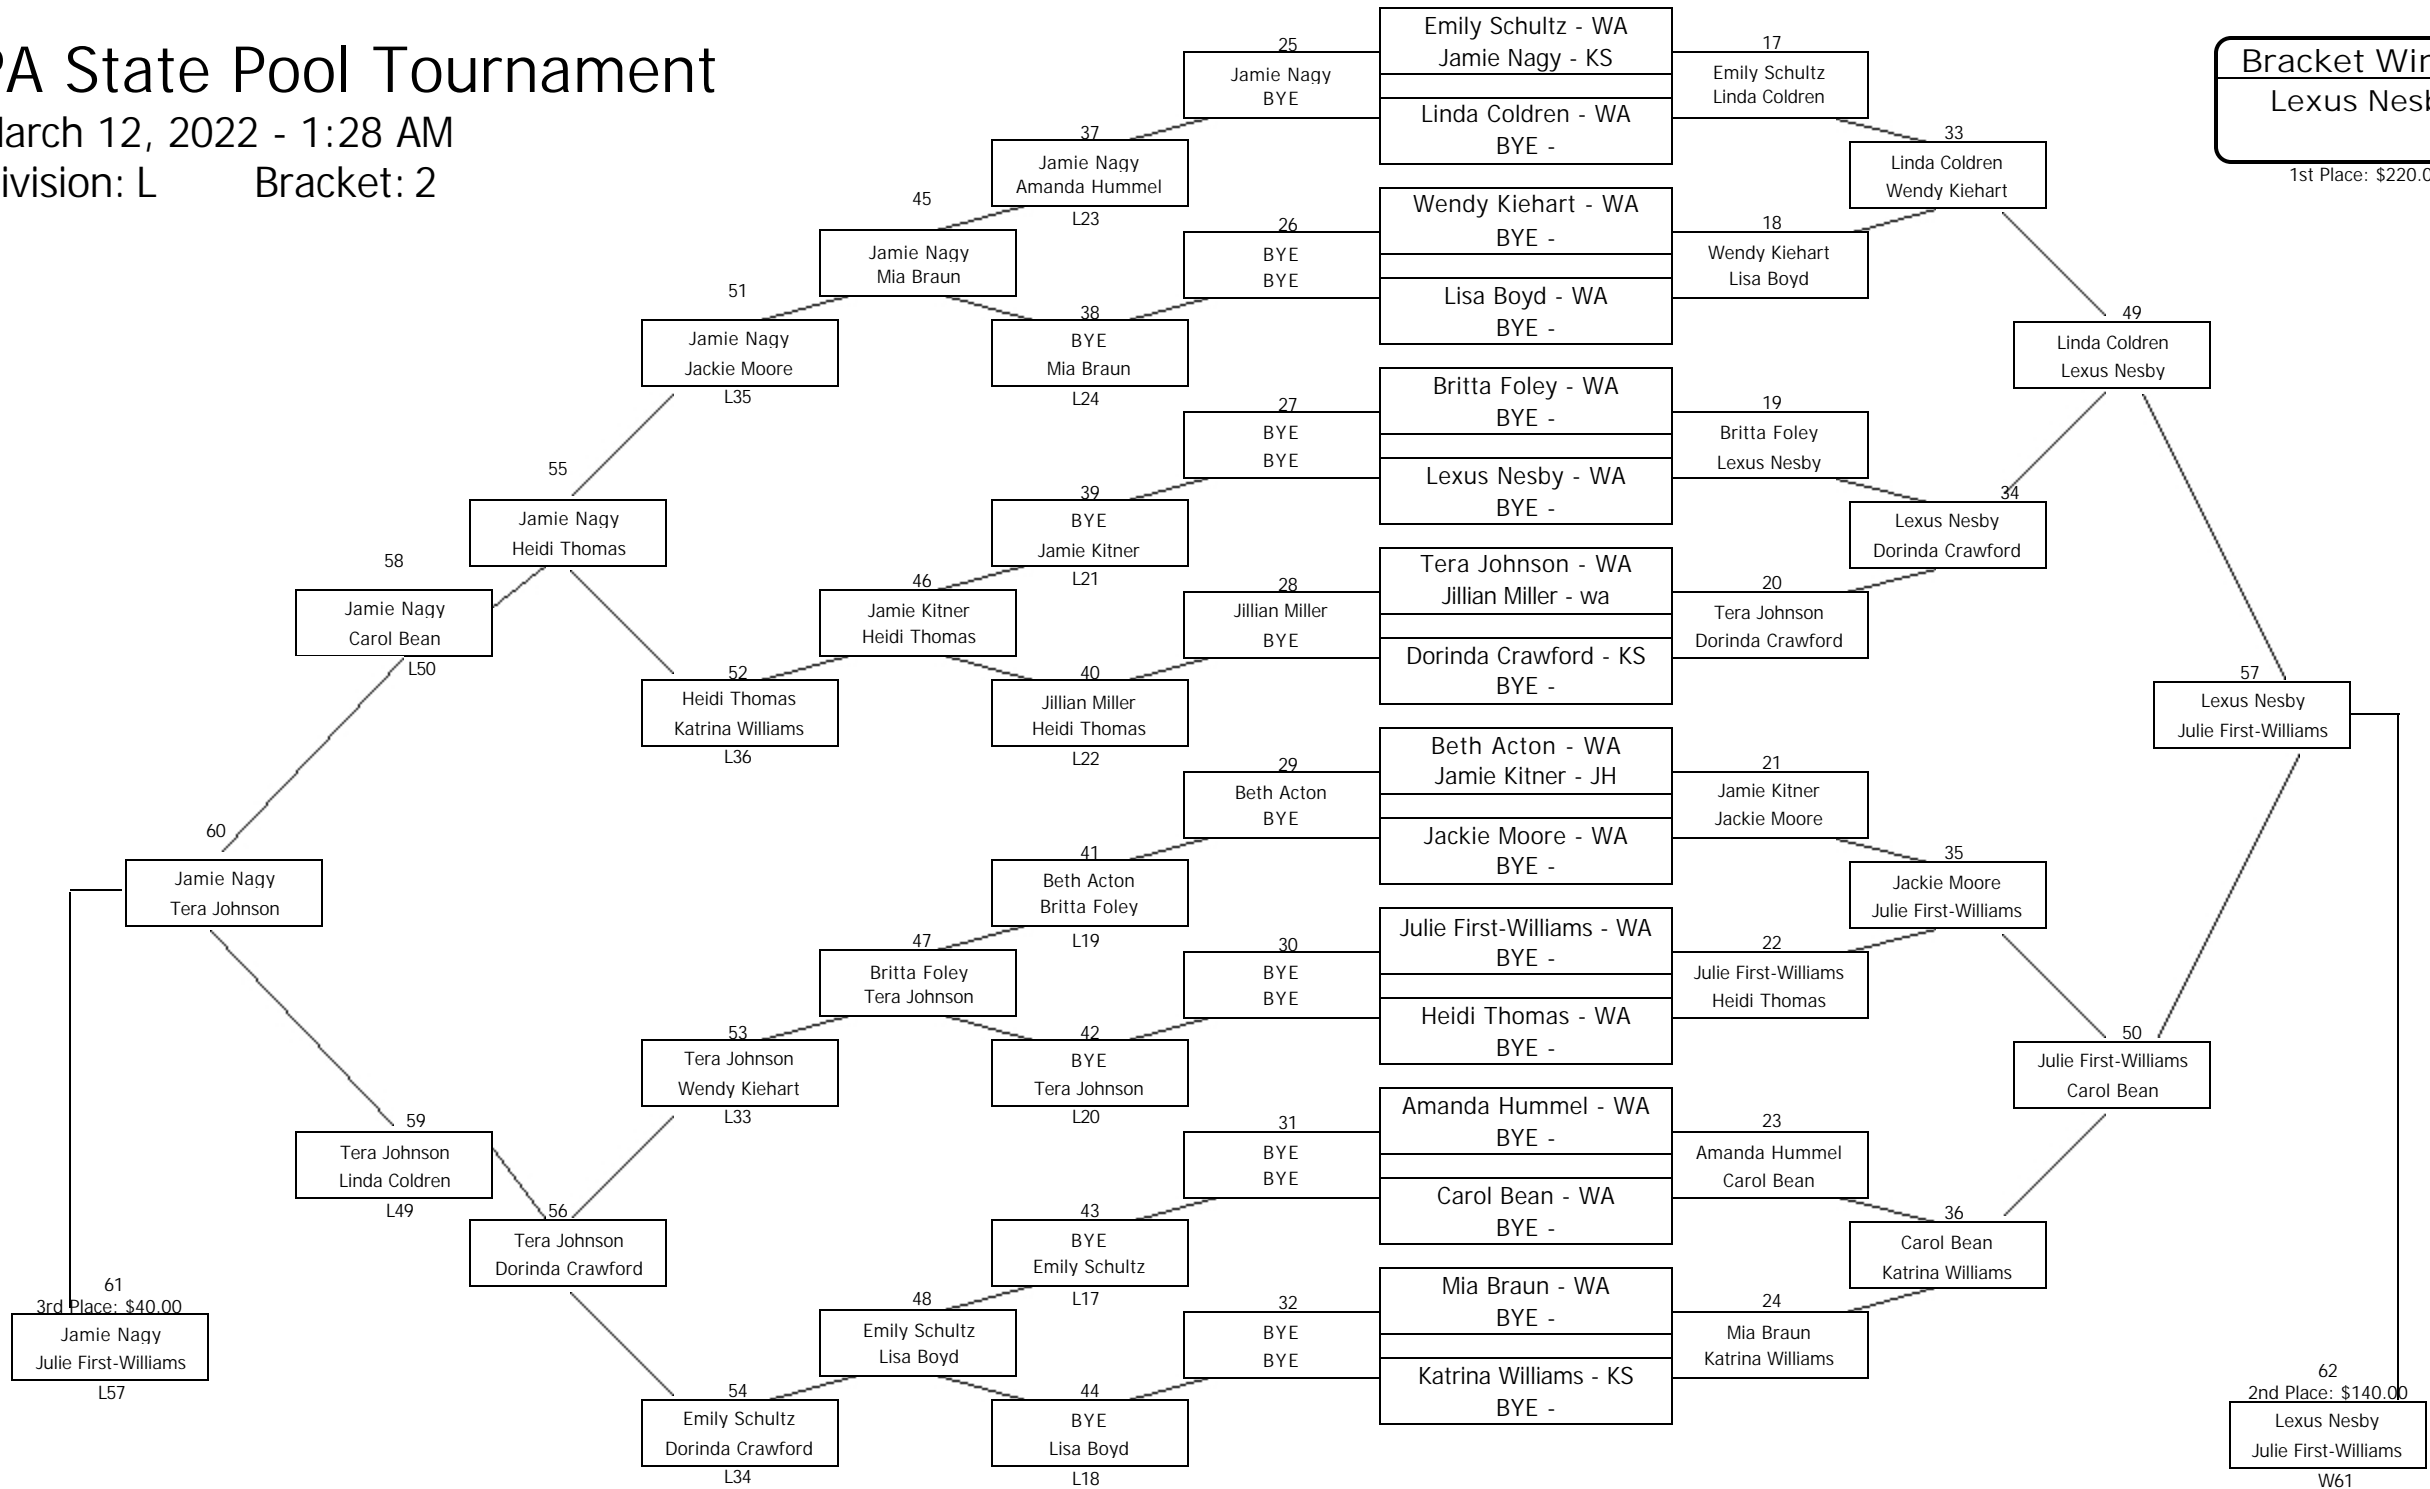 PA State Pool Tournament
March 12, 2022 - 1:28 AM
Division: L Bracket: 2
25
Jamie Nagy
BYE
37
Jamie Nagy
Amanda Hummel
L23
45
Jamie Nagy
Mia Braun
26
BYE
BYE
51
Jamie Nagy
Jackie Moore
L35
38
BYE
Mia Braun
L24
27
BYE
BYE
55
Jamie Nagy
Heidi Thomas
39
BYE
Jamie Kitner
L21
58
Jamie Nagy
Carol Bean
L50
46
Jamie Kitner
Heidi Thomas
28
Jillian Miller
BYE
52
Heidi Thomas
Katrina Williams
L36
40
Jillian Miller
Heidi Thomas
L22
29
Beth Acton
BYE
60
Jamie Nagy
Tera Johnson
41
Beth Acton
Britta Foley
L19
47
Britta Foley
Tera Johnson
30
BYE
BYE
53
Tera Johnson
Wendy Kiehart
L33
42
BYE
Tera Johnson
L20
59
Tera Johnson
Linda Coldren
L49
31
BYE
BYE
56
Tera Johnson
Dorinda Crawford
43
BYE
Emily Schultz
L17
61
3rd Place: $40.00
Jamie Nagy
Julie First-Williams
L57
48
Emily Schultz
Lisa Boyd
32
BYE
BYE
54
Emily Schultz
Dorinda Crawford
L34
44
BYE
Lisa Boyd
L18
Emily Schultz - WA
Jamie Nagy - KS
Linda Coldren - WA
BYE -
Wendy Kiehart - WA
BYE -
Lisa Boyd - WA
BYE -
Britta Foley - WA
BYE -
Lexus Nesby - WA
BYE -
Tera Johnson - WA
Jillian Miller - wa
Dorinda Crawford - KS
BYE -
Beth Acton - WA
Jamie Kitner - JH
Jackie Moore - WA
BYE -
Julie First-Williams - WA
BYE -
Heidi Thomas - WA
BYE -
Amanda Hummel - WA
BYE -
Carol Bean - WA
BYE -
Mia Braun - WA
BYE -
Katrina Williams - KS
BYE -
17
Emily Schultz
Linda Coldren
33
Linda Coldren
Wendy Kiehart
18
Wendy Kiehart
Lisa Boyd
49
Linda Coldren
Lexus Nesby
19
Britta Foley
Lexus Nesby
34
Lexus Nesby
Dorinda Crawford
20
Tera Johnson
Dorinda Crawford
57
Lexus Nesby
Julie First-Williams
21
Jamie Kitner
Jackie Moore
35
Jackie Moore
Julie First-Williams
22
Julie First-Williams
Heidi Thomas
50
Julie First-Williams
Carol Bean
23
Amanda Hummel
Carol Bean
36
Carol Bean
Katrina Williams
24
Mia Braun
Katrina Williams
62
2nd Place: $140.00
Lexus Nesby
Julie First-Williams
W61
Bracket Win
Lexus Nesb
1st Place: $220.0